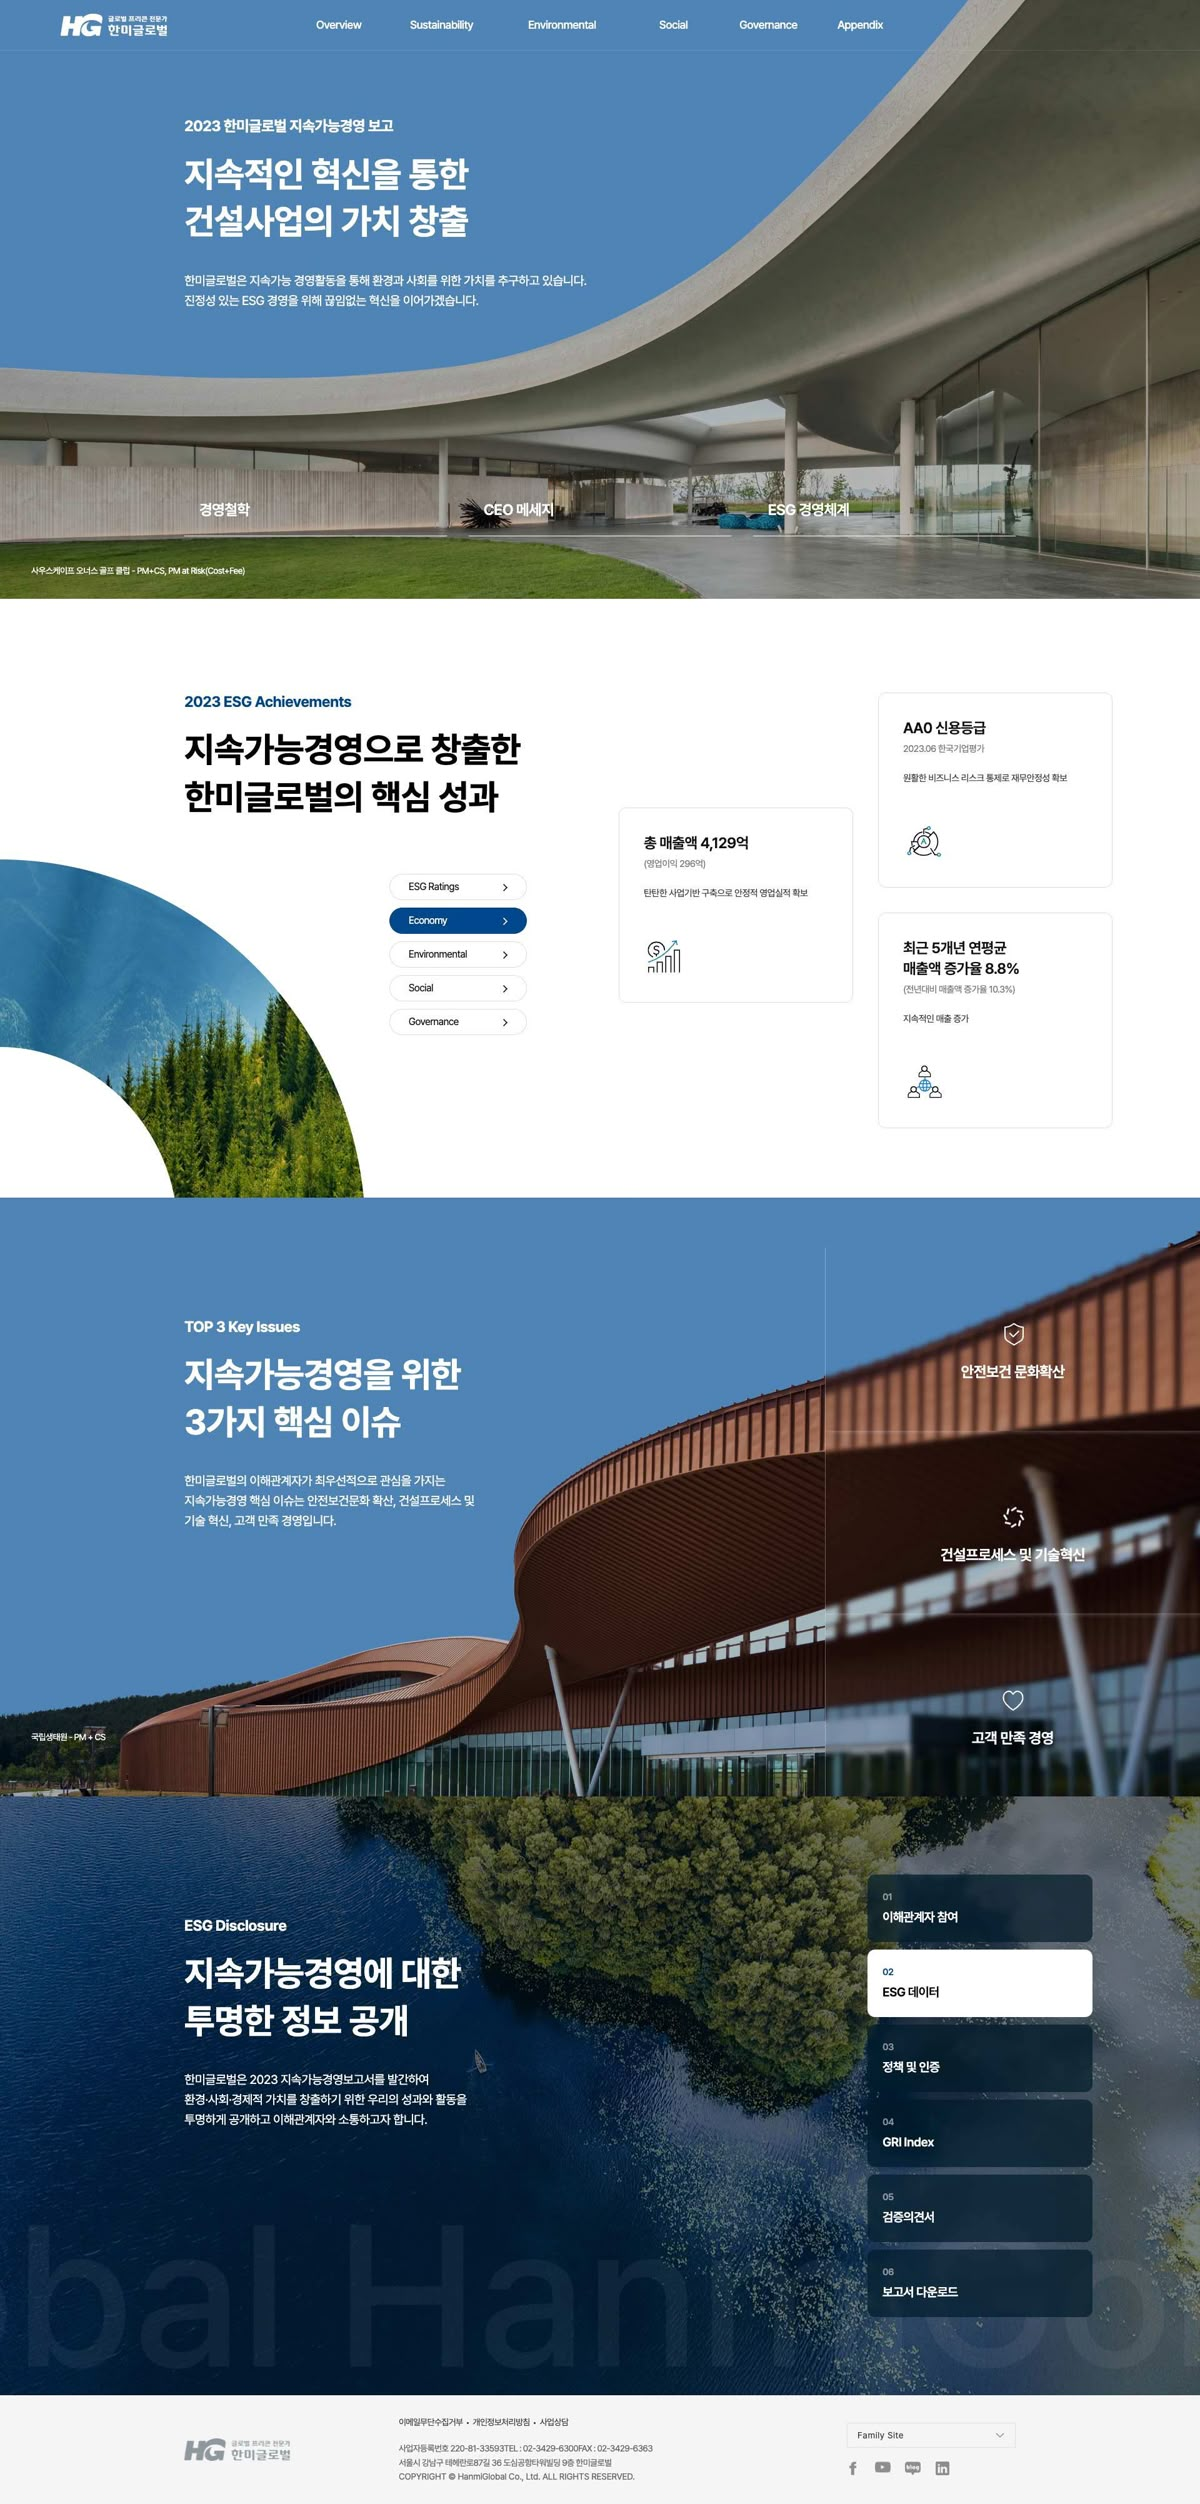 HG 글로벌 프리콘 전문가
한미글로벌
Overview Sustainability Environmental Social Governance Appendix
2023 한미글로벌 지속가능경영 보고
지속적인 혁신을 통한
건설사업의 가치 창출
한미글로벌은 지속가능 경영활동을 통해 환경과 사회를 위한 가치를 추구하고 있습니다.
진정성 있는 ESG 경영을 위해 끊임없는 혁신을 이어가겠습니다.
경영철학 CEO 메세지 ESG 경영체계
사우스케이프 오너스 골프 클럽 - PM+CS, PM at Risk(Cost+Fee)
2023 ESG Achievements
지속가능경영으로 창출한
한미글로벌의 핵심 성과
ESG Ratings
Economy
Environmental
Social
Governance
총 매출액 4,129억
(영업이익 296억)
탄탄한 사업기반 구축으로 안정적 영업실적 확보
AA0 신용등급
2023.06 한국기업평가
원활한 비즈니스 리스크 통제로 재무안정성 확보
최근 5개년 연평균
매출액 증가율 8.8%
(전년대비 매출액 증가율 10.3%)
지속적인 매출 증가
TOP 3 Key Issues
지속가능경영을 위한
3가지 핵심 이슈
한미글로벌의 이해관계자가 최우선적으로 관심을 가지는
지속가능경영 핵심 이슈는 안전보건문화 확산, 건설프로세스 및
기술 혁신, 고객 만족 경영입니다.
안전보건 문화확산
건설프로세스 및 기술혁신
고객 만족 경영
국립생태원 - PM + CS
ESG Disclosure
지속가능경영에 대한
투명한 정보 공개
한미글로벌은 2023 지속가능경영보고서를 발간하여
환경·사회·경제적 가치를 창출하기 위한 우리의 성과와 활동을
투명하게 공개하고 이해관계자와 소통하고자 합니다.
01
이해관계자 참여
02
ESG 데이터
03
정책 및 인증
04
GRI Index
05
검증의견서
06
보고서 다운로드
bal Hanmi
HG 글로벌 프리콘 전문가
한미글로벌
이메일무단수집거부 • 개인정보처리방침 • 사업상담
사업자등록번호 220-81-33593TEL : 02-3429-6300FAX : 02-3429-6363
서울시 강남구 테헤란로87길 36 도심공항타워빌딩 9층 한미글로벌
COPYRIGHT © HanmiGlobal Co., Ltd. ALL RIGHTS RESERVED.
Family Site
blog